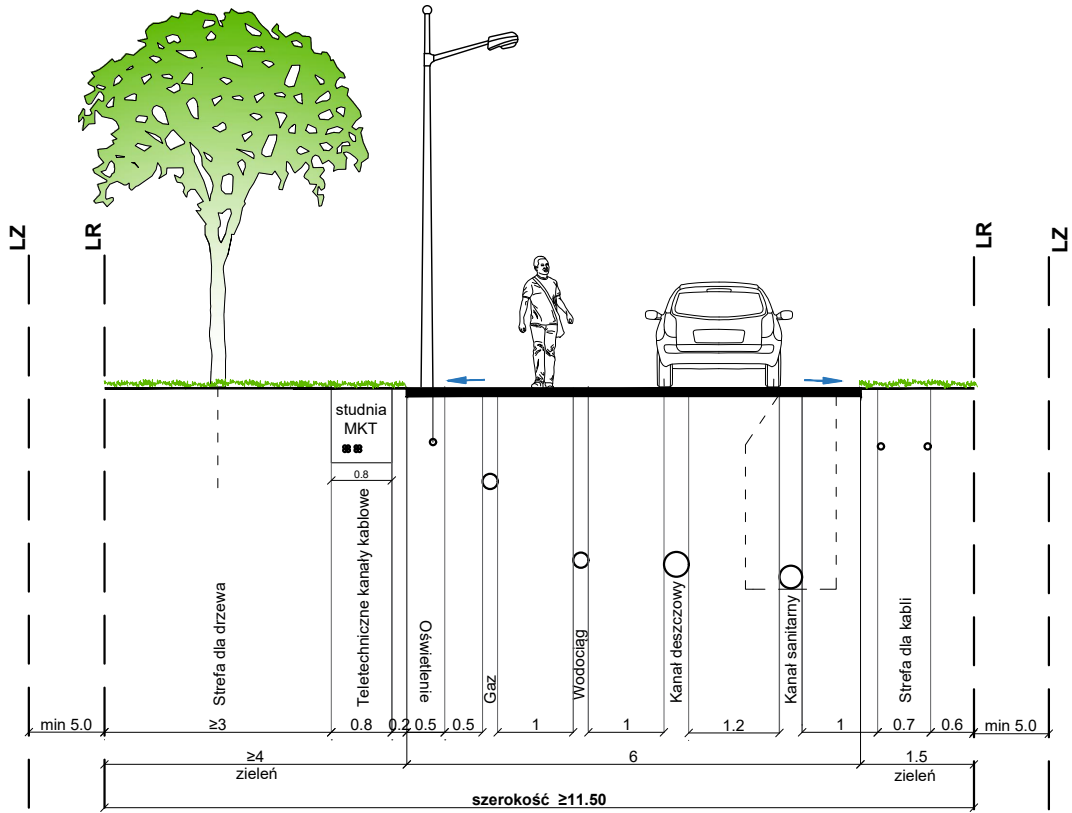 LZ
LR
LR
LZ
studnia
MKT
0.8
Strefa dla drzewa
Teletechniczne kanały kablowe
Oświetlenie
Gaz
Wodociąg
Kanał deszczowy
Kanał sanitarny
Strefa dla kabli
min 5.0
≥3
0.8
0.2
0.5
0.5
1
1
1.2
1
0.7
0.6
min 5.0
≥4
6
1.5
zieleń
zieleń
szerokość ≥11.50